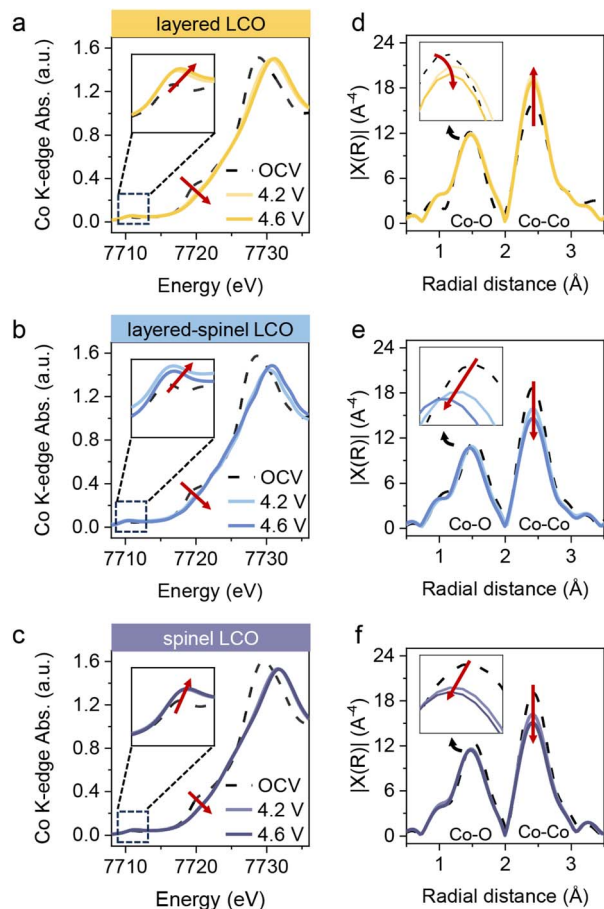 a
layered LCO
Co K-edge Abs. (a.u.)
1.6
1.2
0.8
0.4
0.0
OCV
4.2 V
4.6 V
7710 7720 7730
Energy (eV)
d
|X(R)| (A⁻⁴)
24
18
12
6
0
Co-O Co-Co
1 2 3
Radial distance (Å)
b
layered-spinel LCO
Co K-edge Abs. (a.u.)
1.6
1.2
0.8
0.4
0.0
OCV
4.2 V
4.6 V
7710 7720 7730
Energy (eV)
e
|X(R)| (A⁻⁴)
24
18
12
6
0
Co-O Co-Co
1 2 3
Radial distance (Å)
c
spinel LCO
Co K-edge Abs. (a.u.)
1.6
1.2
0.8
0.4
0.0
OCV
4.2 V
4.6 V
7710 7720 7730
Energy (eV)
f
|X(R)| (A⁻⁴)
24
18
12
6
0
Co-O Co-Co
1 2 3
Radial distance (Å)